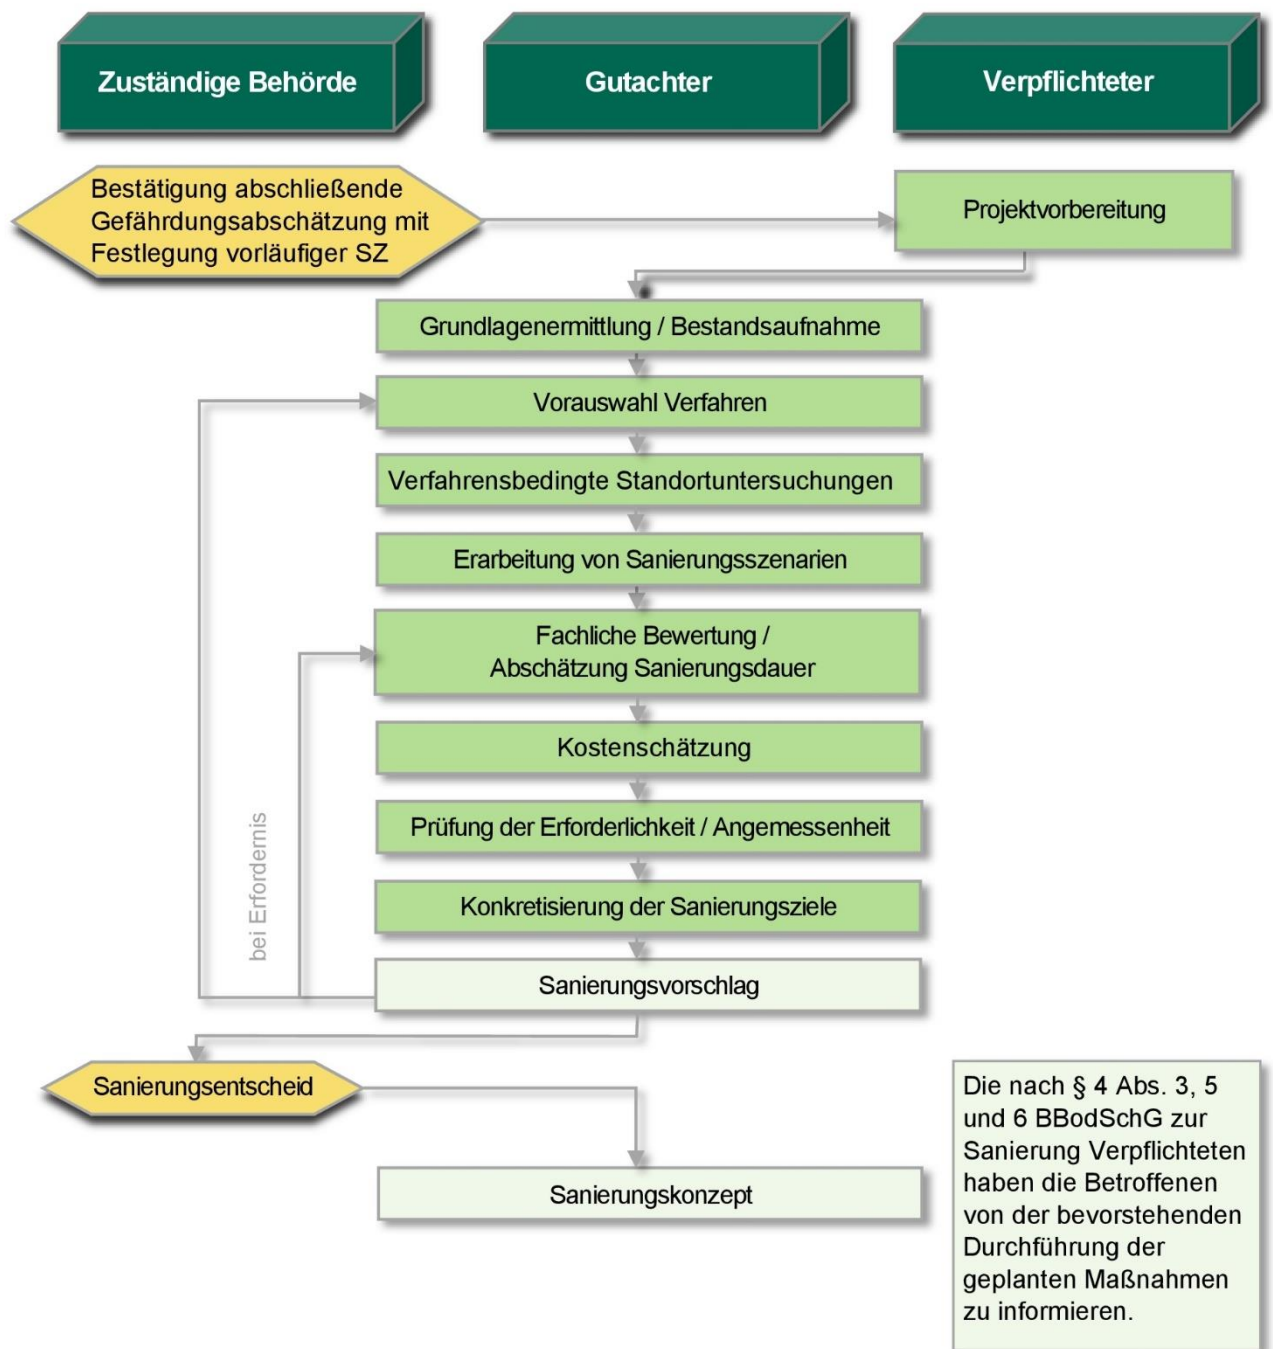 Zuständige Behörde
Gutachter
Verpflichteter
Bestätigung abschließende
Gefährdungsabschätzung mit
Festlegung vorläufiger SZ
Projektvorbereitung
Grundlagenermittlung / Bestandsaufnahme
Vorauswahl Verfahren
Verfahrensbedingte Standortuntersuchungen
Erarbeitung von Sanierungsszenarien
Fachliche Bewertung /
Abschätzung Sanierungsdauer
Kostenschätzung
Prüfung der Erforderlichkeit / Angemessenheit
Konkretisierung der Sanierungsziele
bei Erfordernis
Sanierungsvorschlag
Sanierungsentscheid
Sanierungskonzept
Die nach § 4 Abs. 3, 5
und 6 BBodSchG zur
Sanierung Verpflichteten
haben die Betroffenen
von der bevorstehenden
Durchführung der
geplanten Maßnahmen
zu informieren.